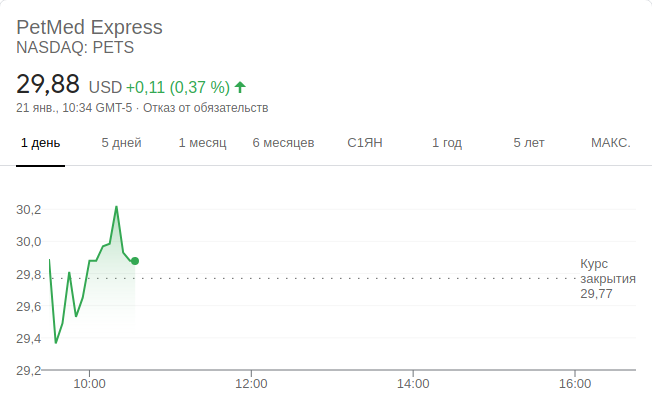 PetMed Express
NASDAQ: PETS
29,88 USD +0,11 (0,37 %)
21 янв., 10:34 GMT-5 · Отказ от обязательств
1 день 5 дней 1 месяц 6 месяцев С1ЯН 1 год 5 лет МАКС.
30,2
30,0
29,8
29,6
29,4
29,2
Курс
закрытия
29,77
10:00 12:00 14:00 16:00